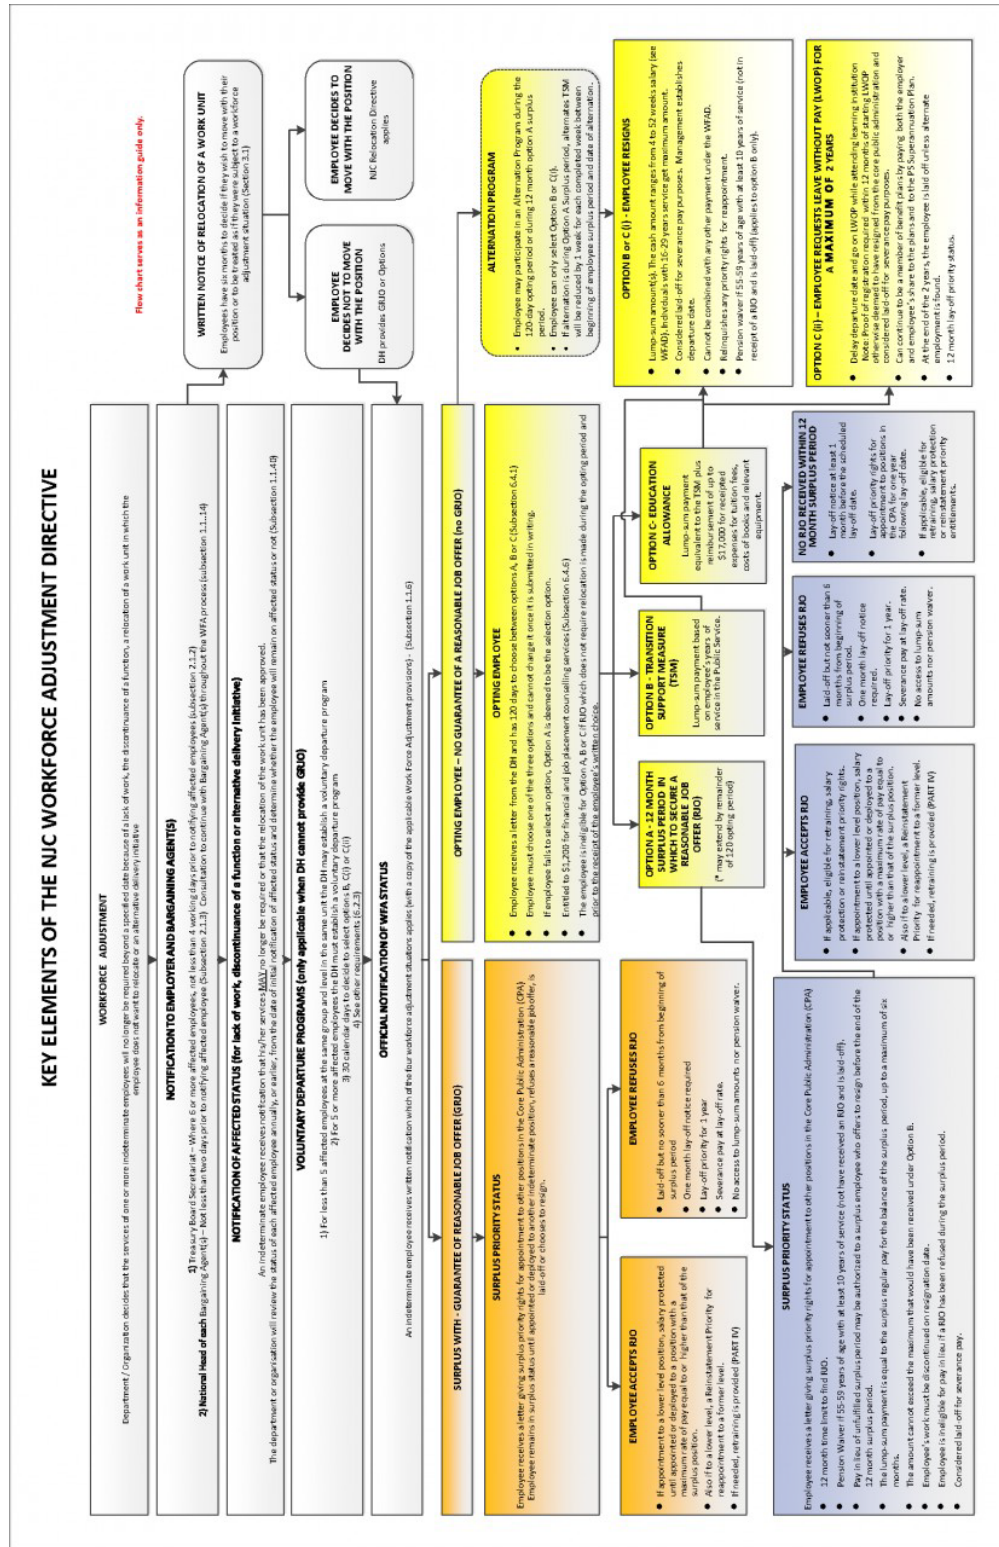 KEY ELEMENTS OF THE NJC WORKFORCE ADJUSTMENT DIRECTIVE
Flow chart serves as an information guide only.
WORKFORCE ADJUSTMENT
Department / Organization decides that the services of one or more indeterminate employees will no longer be required beyond a specified date because of a lack of work, the discontinuance of a function, a relocation of a work unit in which the
employee does not want to relocate or an alternative delivery initiative
NOTIFICATION TO EMPLOYER AND BARGAINING AGENT(S)
1) Treasury Board Secretariat – Where 6 or more affected employees, not less than 4 working days prior to notifying affected employees (subsection 2.1.2)
2) National Head of each Bargaining Agent(s) – Not less than two days prior to notifying affected employee (Subsection 2.1.3) Consultation to continue with Bargaining Agent(s) throughout the WFA process (subsection 1.1..14)
NOTIFICATION OF AFFECTED STATUS (for lack of work, discontinuance of a function or alternative delivery initiative)
An indeterminate employee receives notification that his/her services MAY no longer be required or that the relocation of the work unit has been approved.
The department or organisation will review the status of each affected employee annually, or earlier, from the date of initial notification of affected status and determine whether the employee will remain on affected status or not (Subsection 1.1.40)
VOLUNTARY DEPARTURE PROGRAMS (only applicable when DH cannot provide GRJO)
1) For less than 5 affected employees at the same group and level in the same unit the DH may establish a voluntary departure program
2) For 5 or more affected employees the DH must establish a voluntary departure program
3) 30 calendar days to decide to select options B, C(i) or C(ii)
4) See other requirements (6.2.3)
OFFICIAL NOTIFICATION OF WFA STATUS
An indeterminate employee receives written notification which of the four workforce adjustment situations applies (with a copy of the applicable Work Force Adjustment provisions) - (Subsection 1.1.6)
WRITTEN NOTICE OF RELOCATION OF A WORK UNIT
Employees have six months to decide if they wish to move with their
position or to be treated as if they were subject to a workforce
adjustment situation (Section 3.1)
EMPLOYEE
DECIDES NOT TO MOVE
WITH THE POSITION
DH provides GRJO or Options
EMPLOYEE DECIDES TO
MOVE WITH THE POSITION
NJC Relocation Directive
applies
SURPLUS WITH - GUARANTEE OF REASONABLE JOB OFFER (GRJO)
SURPLUS PRIORITY STATUS
Employee receives a letter giving surplus priority rights for appointment to other positions in the Core Public Administration (CPA)
Employee remains in surplus status until appointed or deployed to another indeterminate position, refuses a reasonable job offer, is
laid-off or chooses to resign.
EMPLOYEE ACCEPTS RJO
● If appointment to a lower level position, salary protected
until appointed or deployed to a position with a
maximum rate of pay equal to or higher than that of the
surplus position.
● Also if to a lower level, a Reinstatement Priority for
reappointment to a former level.
● If needed, retraining is provided (PART IV)
EMPLOYEE REFUSES RJO
● Laid-off but no sooner than 6 months from beginning of
surplus period
● One month lay-off notice required
● Lay-off priority for 1 year
● Severance pay at lay-off rate.
● No access to lump-sum amounts nor pension waiver.
OPTING EMPLOYEE – NO GUARANTEE OF A REASONABLE JOB OFFER (no GRJO)
OPTING EMPLOYEE
● Employee receives a letter from the DH and has 120 days to choose between options A, B or C (Subsection 6.4.1)
● Employee must choose one of the three options and cannot change it once it is submitted in writing.
● If employee fails to select an option, Option A is deemed to be the selection option.
● Entitled to $1,200 for financial and job placement counselling services (Subsection 6.4.6)
● The employee is ineligible for Option A, B or C if RJO which does not require relocation is made during the opting period and
prior to the receipt of the employee's written choice.
ALTERNATION PROGRAM
● Employee may participate in an Alternation Program during the
120-day opting period or during 12 month option A surplus
period.
● Employee can only select Option B or C(i).
● If alternation is during Option A Surplus period, alternates TSM
will be reduced by 1 week for each completed week between
beginning of employee surplus period and date of alternation.
OPTION A - 12 MONTH
SURPLUS PERIOD IN
WHICH TO SECURE A
REASONABLE JOB
OFFER (RJO)
(* may extend by remainder
of 120 opting period)
OPTION B - TRANSITION
SUPPORT MEASURE
(TSM)
Lump-sum payment based
on employee's years of
service in the Public Service.
OPTION C- EDUCATION
ALLOWANCE
Lump-sum payment
equivalent to the TSM plus
reimbursement of up to
$17,000 for receipted
expenses for tuition fees,
costs of books and relevant
equipment.
OPTION B or C (i) - EMPLOYEE RESIGNS
● Lump-sum amount(s). The cash amount ranges from 4 to 52 weeks salary (see
WFAD). Individuals with 16-29 years service get maximum amount.
● Considered laid-off for severance pay purposes. Management establishes
departure date.
● Cannot be combined with any other payment under the WFAD.
● Relinquishes any priority rights for reappointment.
● Pension waiver if 55-59 years of age with at least 10 years of service (not in
receipt of a RJO and is laid-off) (applies to option B only).
OPTION C (ii) – EMPLOYEE REQUESTS LEAVE WITHOUT PAY (LWOP) FOR
A MAXIMUM OF 2 YEARS
● Delay departure date and go on LWOP while attending learning institution
Note: Proof of registration required within 12 months of starting LWOP
otherwise deemed to have resigned from the core public administration and
considered laid-off for severance pay purposes.
● Can continue to be a member of benefit plans by paying both the employer
and employee's share to the plans and to the PS Superannuation Plan.
● At the end of the 2 years, the employee is laid off unless alternate
employment is found.
● 12 month lay-off priority status.
SURPLUS PRIORITY STATUS
Employee receives a letter giving surplus priority rights for appointment to other positions in the Core Public Administration (CPA)
● 12 month time limit to find RJO.
● Pension Waiver if 55-59 years of age with at least 10 years of service (not have received an RJO and is laid-off).
● Pay in lieu of unfulfilled surplus period may be authorized to a surplus employee who offers to resign before the end of the
12 month surplus period.
● The lump-sum payment is equal to the surplus regular pay for the balance of the surplus period, up to a maximum of six
months.
● The amount cannot exceed the maximum that would have been received under Option B.
● Employee's work must be discontinued on resignation date.
● Employee is ineligible for pay in lieu if a RJO has been refused during the surplus period.
● Considered laid-off for severance pay.
EMPLOYEE ACCEPTS RJO
● If applicable, eligible for retraining, salary
protection or reinstatement priority rights.
● If appointment to a lower level position, salary
protected until appointed or deployed to a
position with a maximum rate of pay equal to
or higher than that of the surplus position.
● Also if to a lower level, a Reinstatement
Priority for reappointment to a former level.
● If needed, retraining is provided (PART IV)
EMPLOYEE REFUSES RJO
● Laid-off but not sooner than 6
months from beginning of
surplus period.
● One month lay-off notice
required.
● Lay-off priority for 1 year.
● Severance pay at lay-off rate.
● No access to lump-sum
amounts nor pension waiver.
NO RJO RECEIVED WITHIN 12
MONTH SURPLUS PERIOD
● Lay-off notice at least 1
month before the scheduled
lay-off date.
● Lay-off priority rights for
appointment to positions in
the CPA for one year
following lay-off date.
● If applicable, eligible for
retraining, salary protection
or reinstatement priority
entitlements.